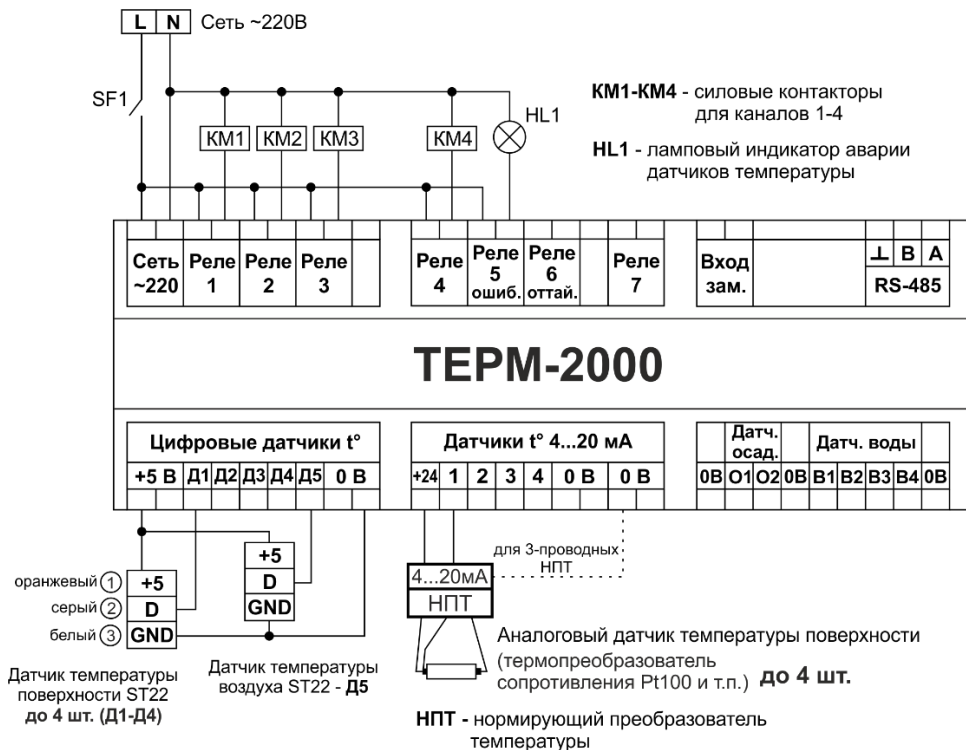 L N Сеть ~220В
SF1
КМ1 КМ2 КМ3 КМ4
HL1
КМ1-КМ4 - силовые контакторы
для каналов 1-4
HL1 - ламповый индикатор аварии
датчиков температуры
Сеть ~220
Реле 1
Реле 2
Реле 3
Реле 4
Реле 5 ошиб.
Реле 6 оттай.
Реле 7
Вход зам.
⊥ B A
RS-485
ТЕРМ-2000
Цифровые датчики t°
+5 В Д1 Д2 Д3 Д4 Д5 0 В
Датчики t° 4...20 мА
+24 1 2 3 4 0 В 0 В
Датч. осад.
Датч. воды
0В О1 О2 0В В1 В2 В3 В4 0В
оранжевый 1 +5
серый 2 D
белый 3 GND
+5
D
GND
Датчик температуры
поверхности ST22
до 4 шт. (Д1-Д4)
Датчик температуры
воздуха ST22 - Д5
для 3-проводных
НПТ
4...20мА
НПТ
Аналоговый датчик температуры поверхности
(термопреобразователь
сопротивления Pt100 и т.п.) до 4 шт.
НПТ - нормирующий преобразователь
температуры